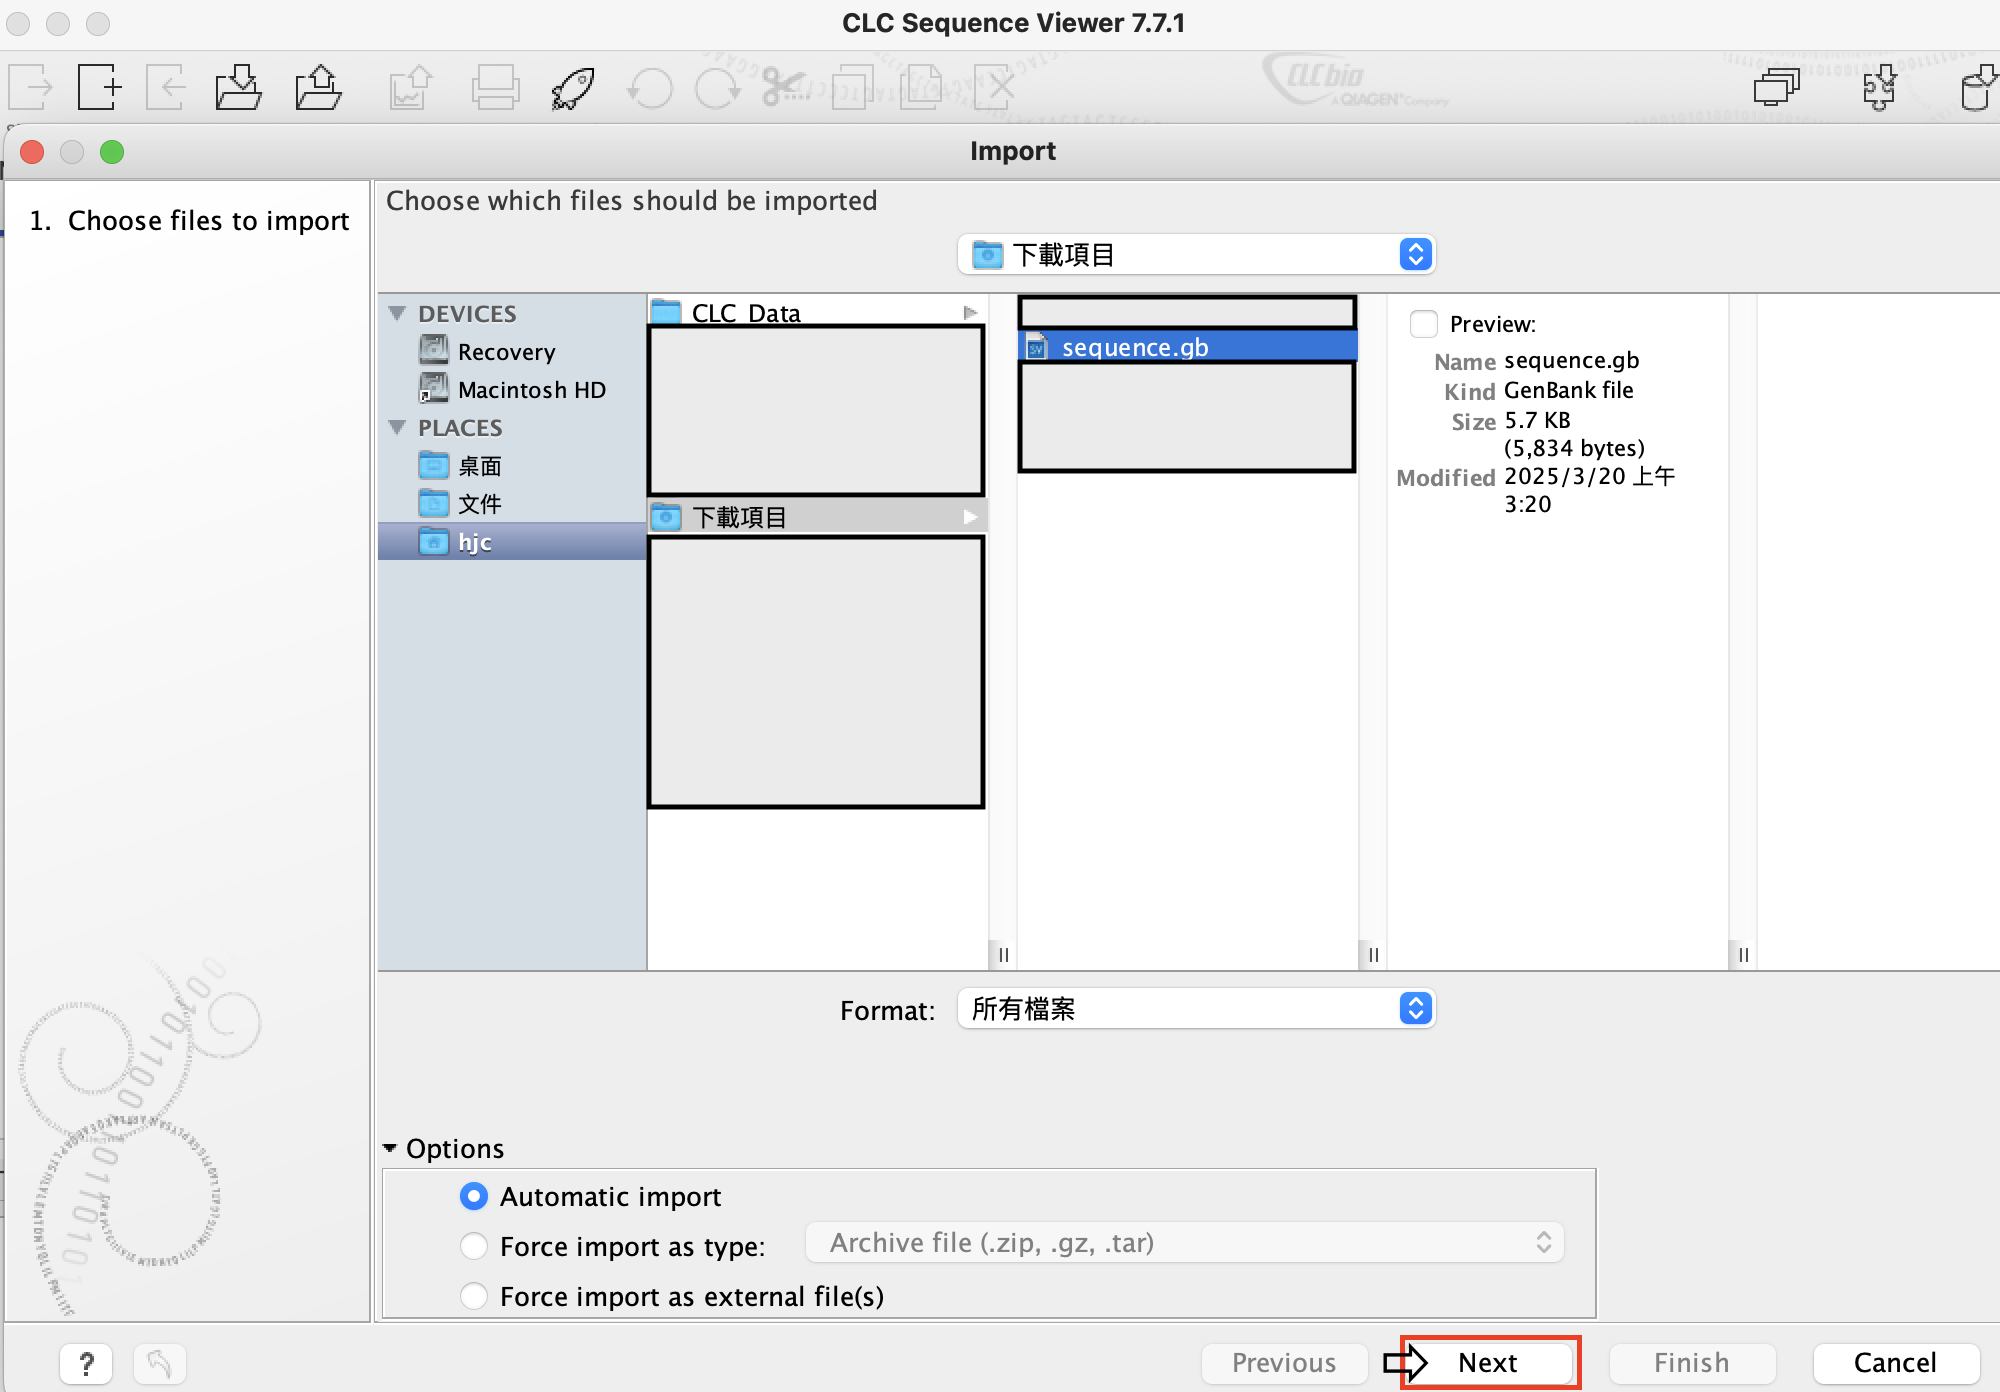 CLC Sequence Viewer 7.7.1
CLC bio
A QIAGEN Company
Import
1. Choose files to import
Choose which files should be imported
下載項目
DEVICES
Recovery
Macintosh HD
PLACES
桌面
文件
hjc
CLC_Data
下載項目
sequence.gb
Preview:
Name sequence.gb
Kind GenBank file
Size 5.7 KB
(5,834 bytes)
Modified 2025/3/20 上午
3:20
Format: 所有檔案
Options
Automatic import
Force import as type: Archive file (.zip, .gz, .tar)
Force import as external file(s)
? Previous Next Finish Cancel